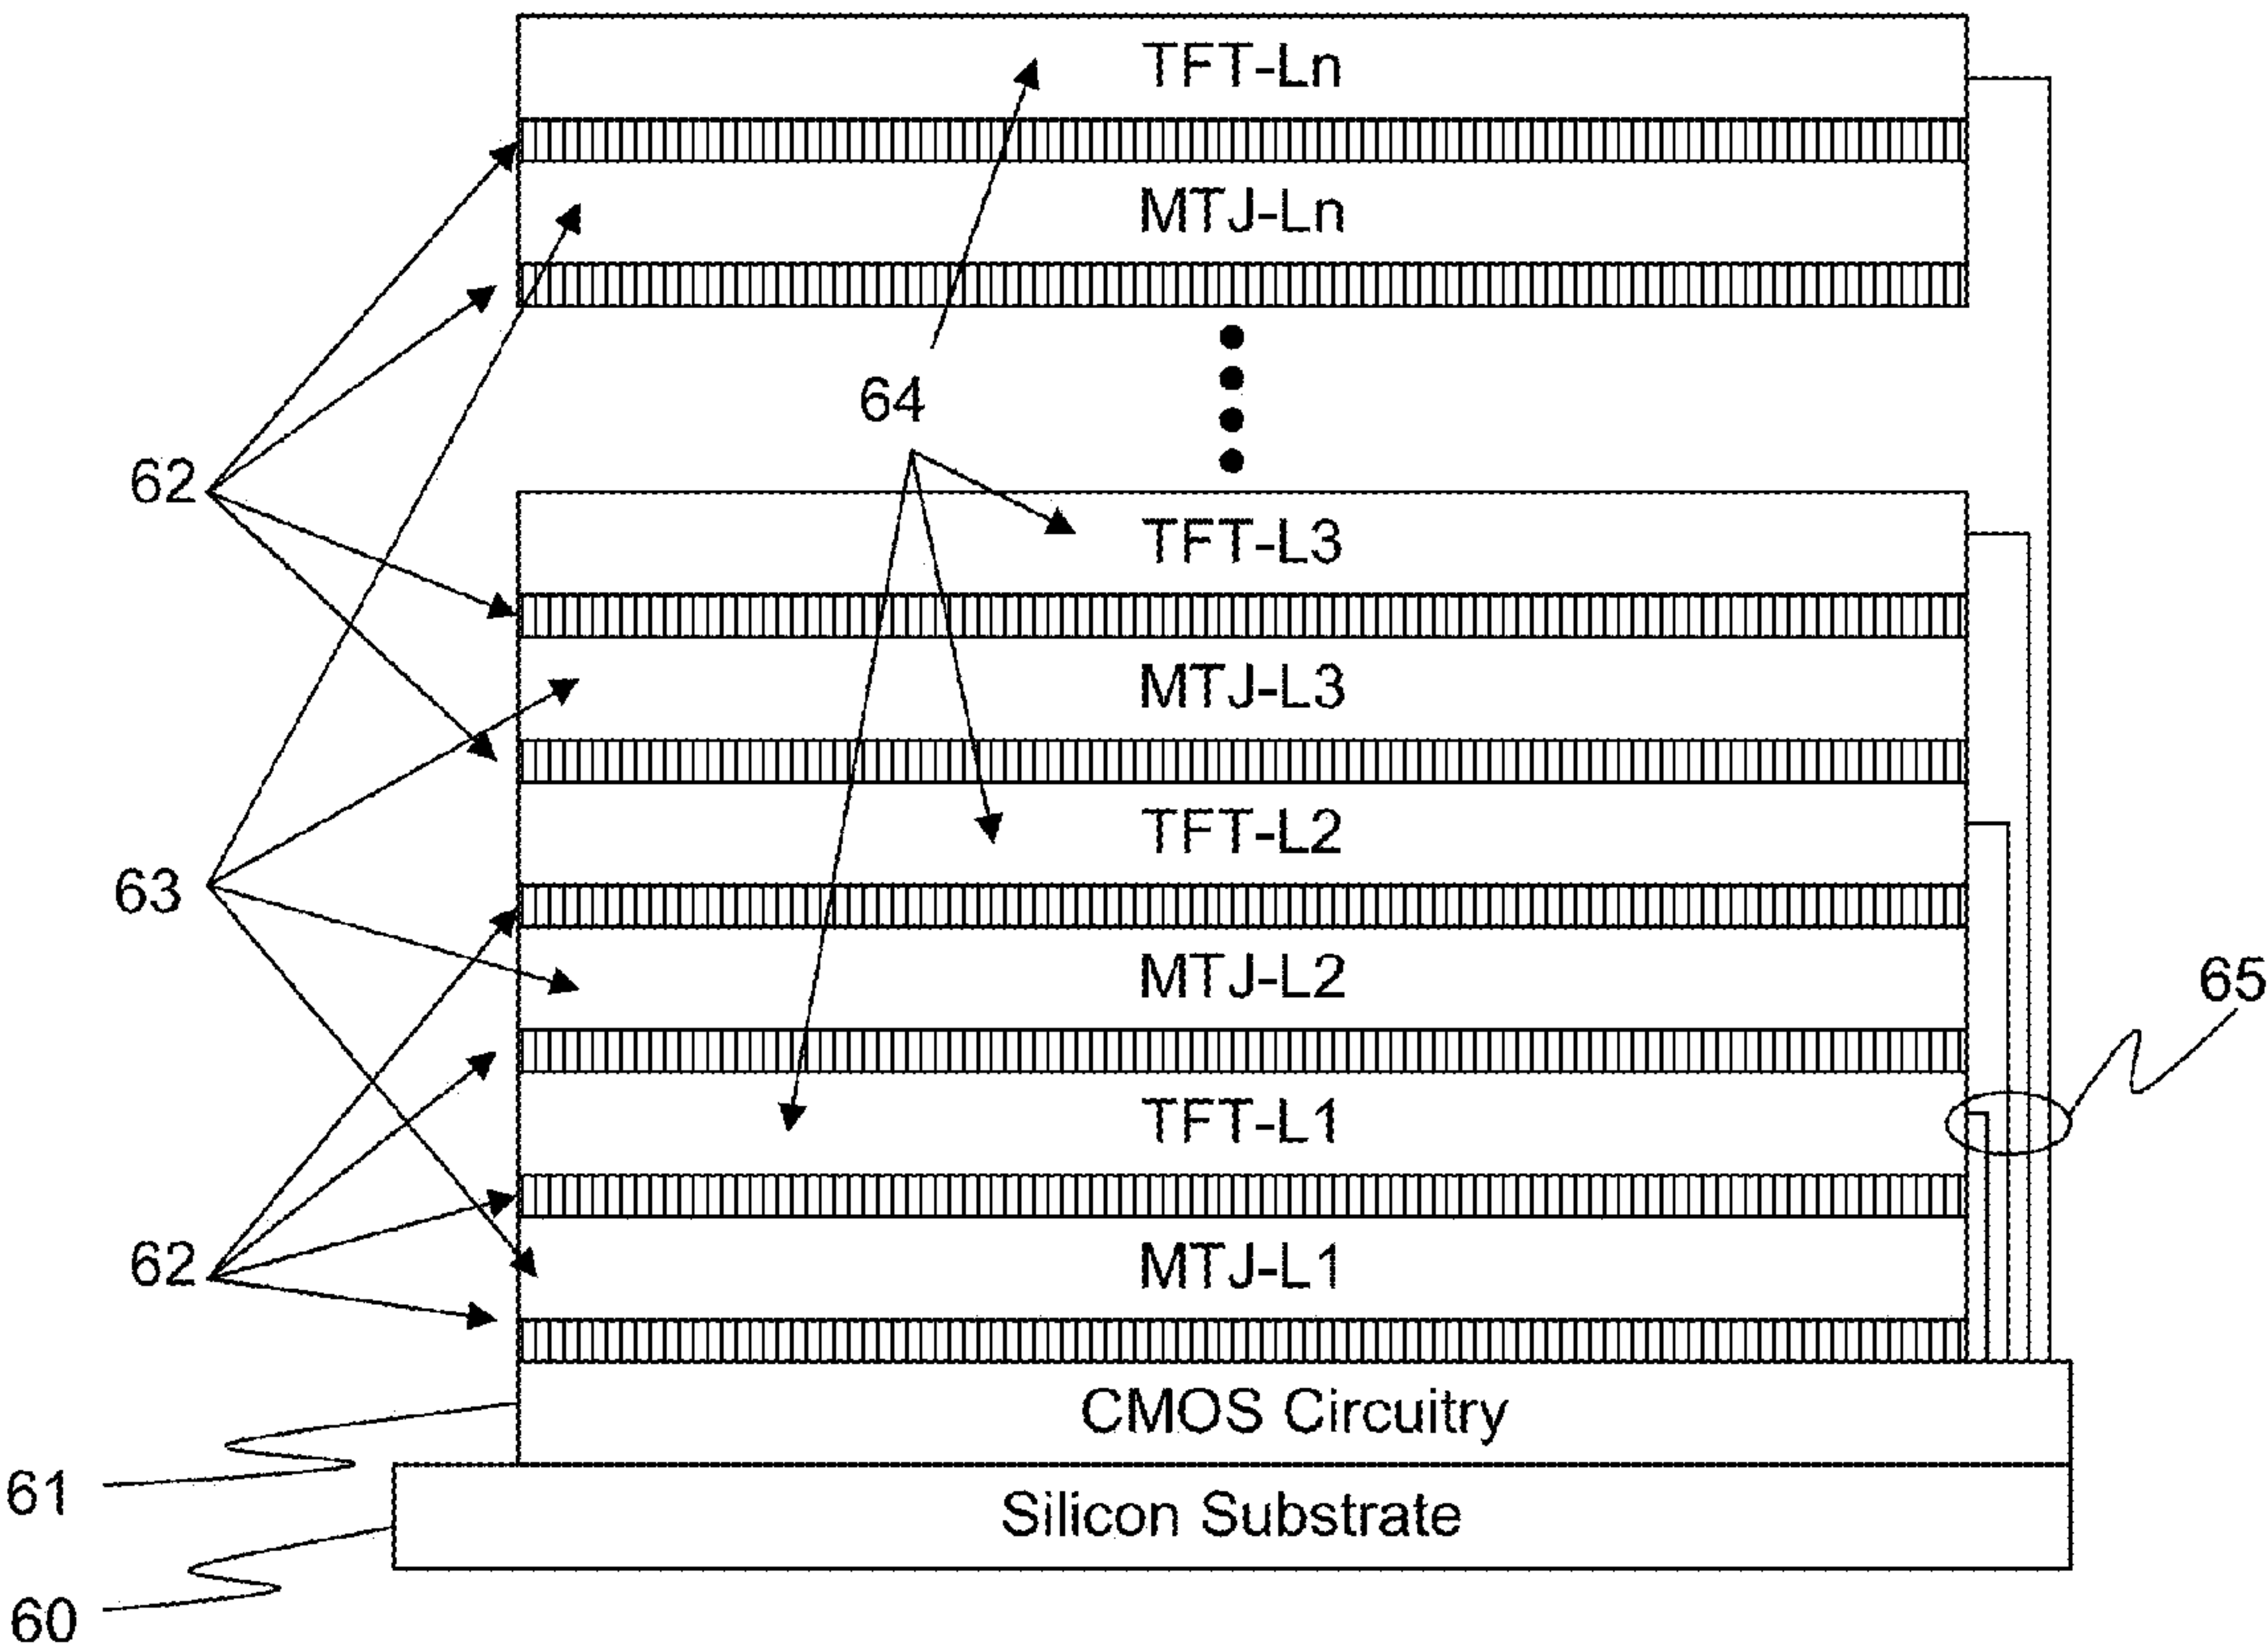 TFT-Ln
MTJ-Ln
64
62
TFT-L3
MTJ-L3
TFT-L2
63
MTJ-L2
65
TFT-L1
62
MTJ-L1
CMOS Circuitry
61
Silicon Substrate
60